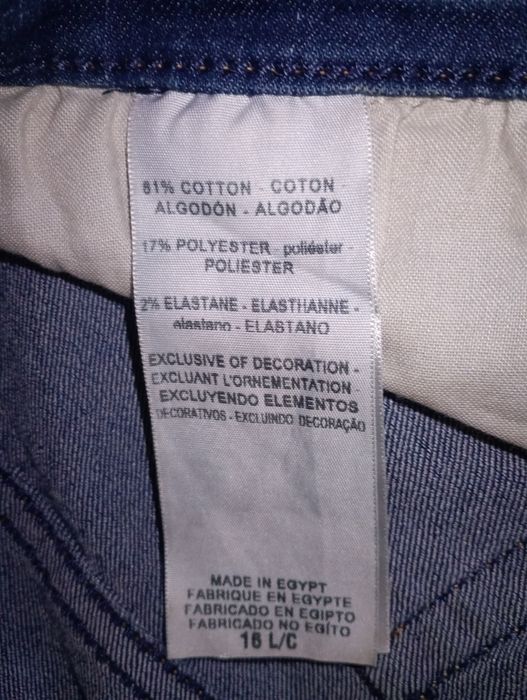 81% COTTON - COTON -
ALGODÓN - ALGODÃO
17% POLYESTER - poliéster -
POLIESTER
2% ELASTANE - ELASTHANNE -
elastano - ELASTANO
EXCLUSIVE OF DECORATION -
EXCLUANT L'ORNEMENTATION -
EXCLUYENDO ELEMENTOS
DECORATIVOS - EXCLUINDO DECORAÇÃO
MADE IN EGYPT
FABRIQUE EN EGYPTE
FABRICADO EN EGIPTO
FABRICADO NO EGITO
16 L/C